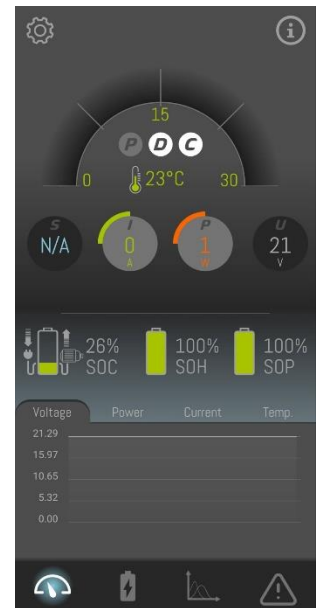 i
15
P D C
0 23°C 30
S I P U
N/A 0 1 21
A W V
26% 100% 100%
SOC SOH SOP
Voltage Power Current Temp.
21.29
15.97
10.65
5.32
0.00